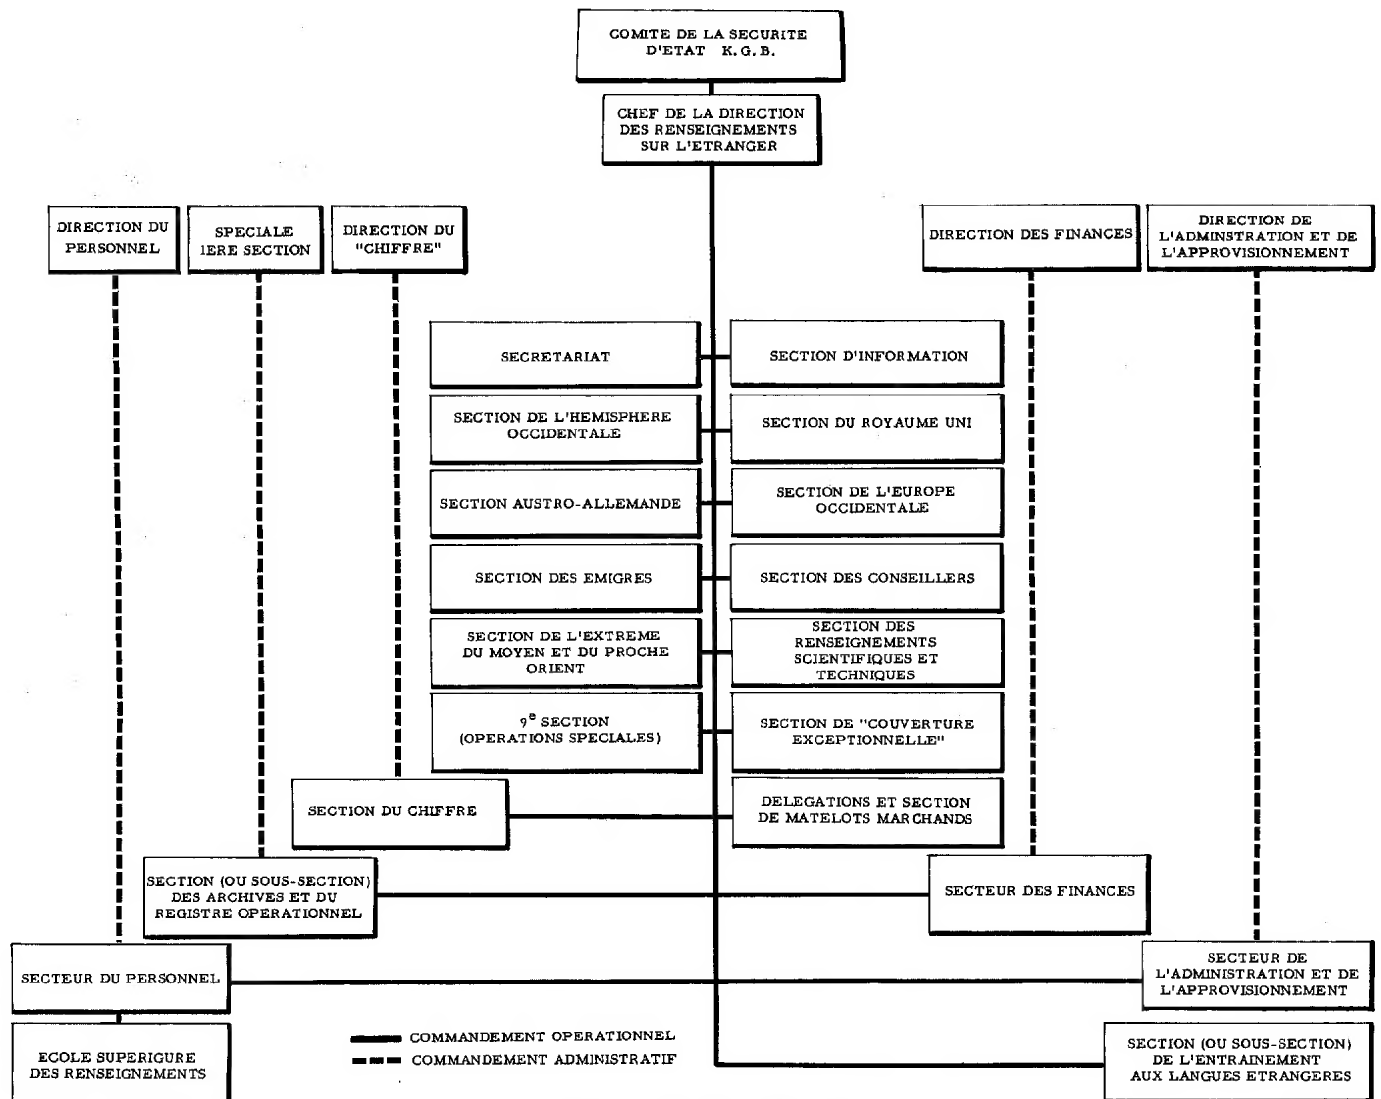 COMITE DE LA SECURITE
D'ETAT K.G.B.
CHEF DE LA DIRECTION
DES RENSEIGNEMENTS
SUR L'ETRANGER
DIRECTION DU
PERSONNEL
SPECIALE
1ERE SECTION
DIRECTION DU
"CHIFFRE"
DIRECTION DES FINANCES
DIRECTION DE
L'ADMINSTRATION ET DE
L'APPROVISIONNEMENT
SECRETARIAT
SECTION D'INFORMATION
SECTION DE L'HEMISPHERE
OCCIDENTALE
SECTION DU ROYAUME UNI
SECTION AUSTRO-ALLEMANDE
SECTION DE L'EUROPE
OCCIDENTALE
SECTION DES EMIGRES
SECTION DES CONSEILLERS
SECTION DE L'EXTREME
DU MOYEN ET DU PROCHE
ORIENT
SECTION DES
RENSEIGNEMENTS
SCIENTIFIQUES ET
TECHNIQUES
9e SECTION
(OPERATIONS SPECIALES)
SECTION DE "COUVERTURE
EXCEPTIONNELLE"
SECTION DU CHIFFRE
DELEGATIONS ET SECTION
DE MATELOTS MARCHANDS
SECTION (OU SOUS-SECTION)
DES ARCHIVES ET DU
REGISTRE OPERATIONNEL
SECTEUR DES FINANCES
SECTEUR DU PERSONNEL
SECTEUR DE
L'ADMINISTRATION ET DE
L'APPROVISIONNEMENT
ECOLE SUPERIGURE
DES RENSEIGNEMENTS
COMMANDEMENT OPERATIONNEL
COMMANDEMENT ADMINISTRATIF
SECTION (OU SOUS-SECTION)
DE L'ENTRAINEMENT
AUX LANGUES ETRANGERES